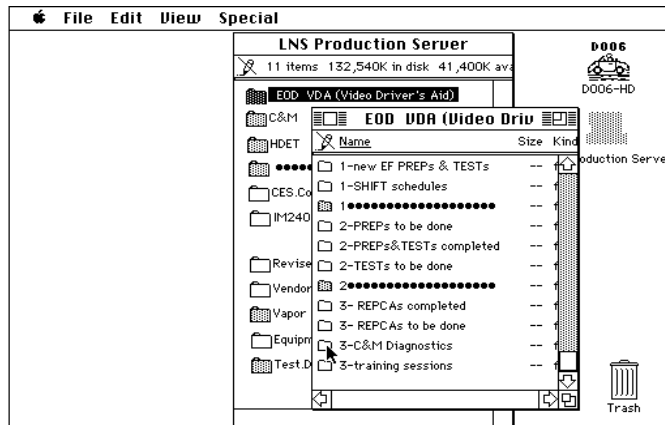 File Edit View Special
LNS Production Server
11 items 132,540K in disk 41,400K ava
EOD VDA (Video Driver's Aid)
C&M
HDET
●●●●●
CES.Co
IM240
Revise
Vendor
Vapor
Equipm
Test.D
EOD VDA (Video Driv
Name Size Kind
1-new EF PREPs & TESTs -- f
1-SHIFT schedules -- f
1●●●●●●●●●●●●●●●●●●● -- f
2-PREPs to be done -- f
2-PREPs&TESTs completed -- f
2-TESTs to be done -- f
2●●●●●●●●●●●●●●●●●●● -- f
3- REPCAs completed -- f
3- REPCAs to be done -- f
3-C&M Diagnostics -- f
3-training sessions -- f
D006
D006-HD
oduction Serve
Trash